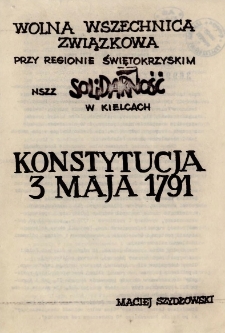 WOLNA WSZECHNICA
ZWIĄZKOWA
PRZY REGIONIE ŚWIĘTOKRZYSKIM
NSZZ SOLIDARNOŚĆ
W KIELCACH
KONSTYTUCJA
3 MAJA 1791
MACIEJ SZYDŁOWSKI